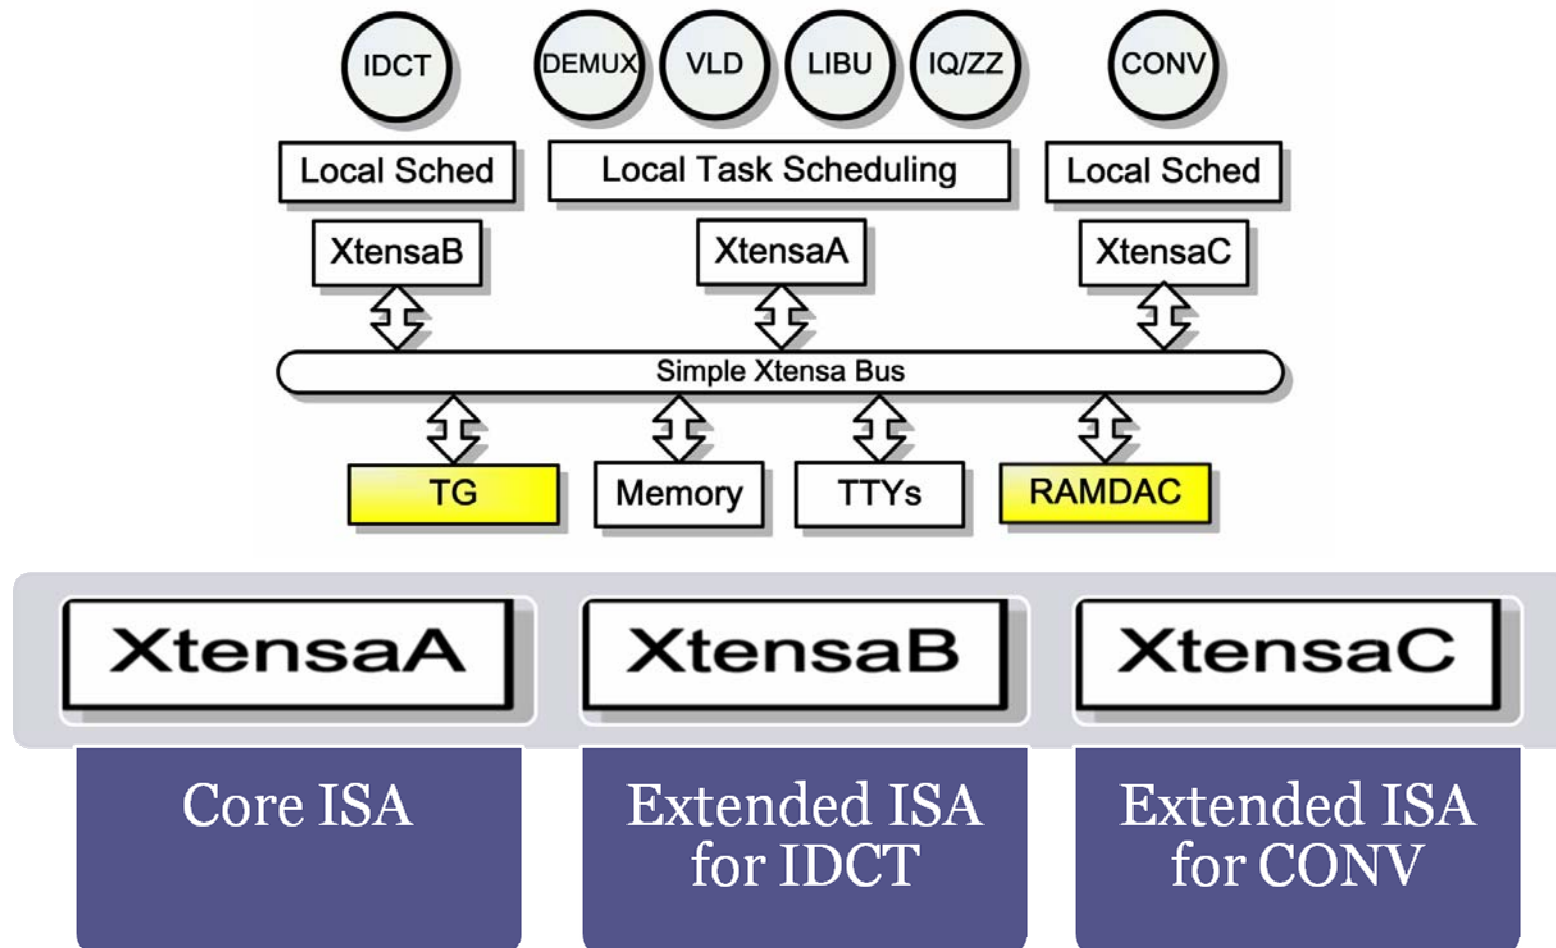 IDCT
DEMUX
VLD
LIBU
IQ/ZZ
CONV
Local Sched
Local Task Scheduling
Local Sched
XtensaB
XtensaA
XtensaC
Simple Xtensa Bus
TG
Memory
TTYs
RAMDAC
XtensaA
XtensaB
XtensaC
Core ISA
Extended ISA
for IDCT
Extended ISA
for CONV